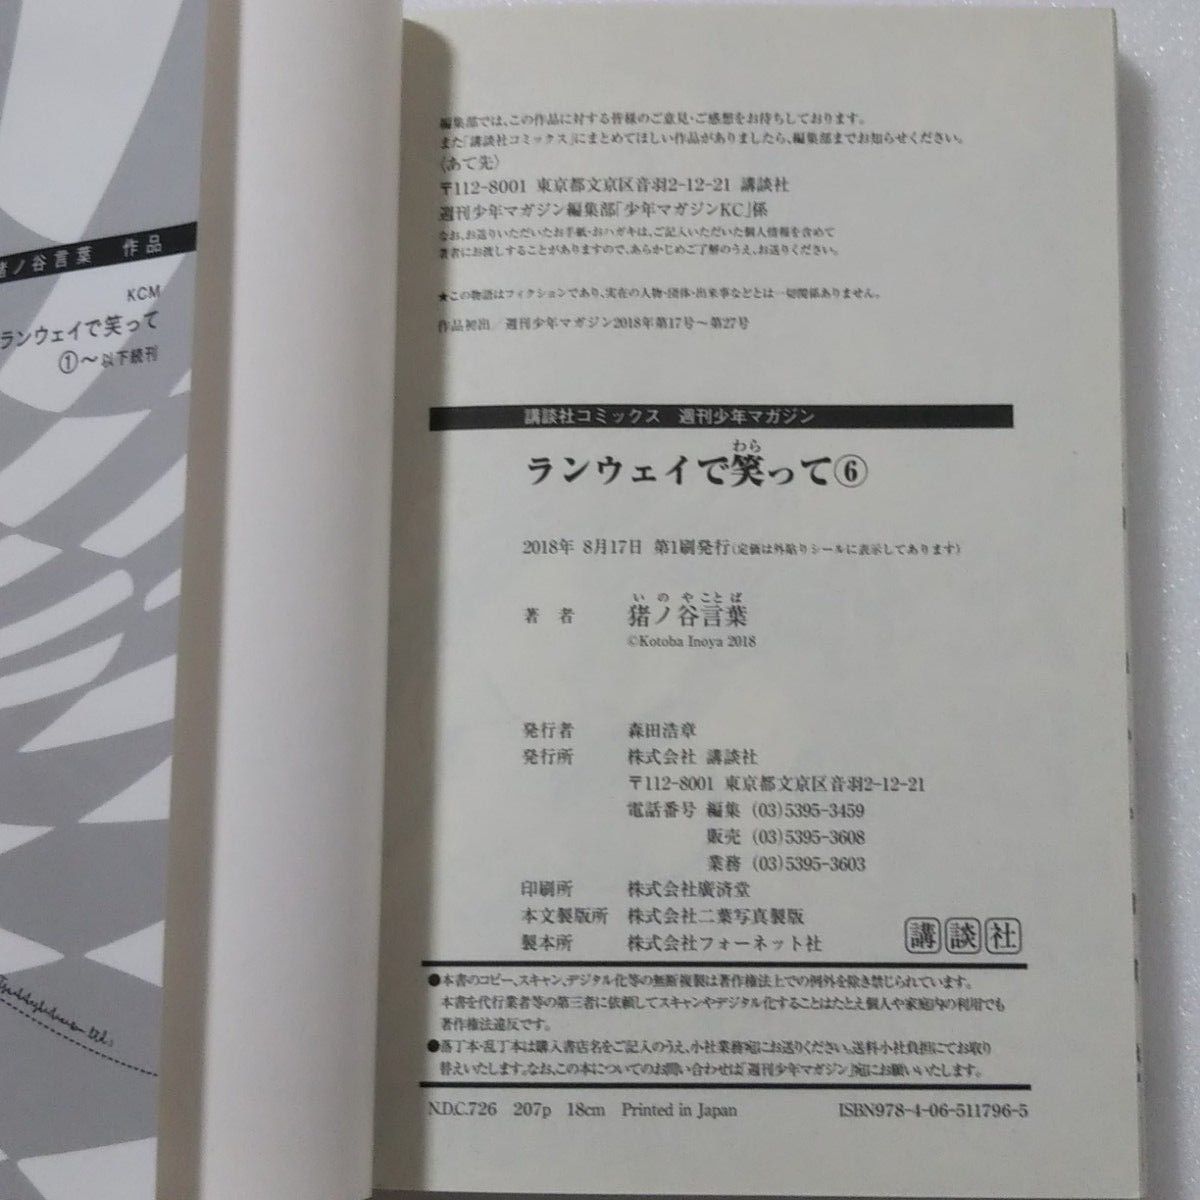 猪ノ谷言葉 作品
KCM
ランウェイで笑って
①〜以下続刊
編集部では、この作品に対する皆様のご意見・ご感想をお待ちしております。
また「講談社コミックス」にまとめてほしい作品がありましたら、編集部までお知らせください。
〈あて先〉
〒112-8001 東京都文京区音羽2-12-21 講談社
週刊少年マガジン編集部「少年マガジンKC」係
なお、お送りいただいたお手紙・おハガキは、ご記入いただいた個人情報を含めて
著者にお渡しすることがありますので、あらかじめご了解のうえ、お送りください。
★この物語はフィクションであり、実在の人物・団体・出来事などとは一切関係ありません。
作品初出／週刊少年マガジン2018年第17号〜第27号
講談社コミックス 週刊少年マガジン
わら
ランウェイで笑って⑥
2018年 8月17日 第1刷発行(定価は外貼りシールに表示してあります)
いのやことば
著 者 猪ノ谷言葉
©Kotoba Inoya 2018
発行者 森田浩章
発行所 株式会社 講談社
〒112-8001 東京都文京区音羽2-12-21
電話番号 編集 (03)5395-3459
販売 (03)5395-3608
業務 (03)5395-3603
印刷所 株式会社廣済堂
本文製版所 株式会社二葉写真製版
製本所 株式会社フォーネット社
講談社
●本書のコピー、スキャン、デジタル化等の無断複製は著作権法上での例外を除き禁じられています。
本書を代行業者等の第三者に依頼してスキャンやデジタル化することはたとえ個人や家庭内の利用でも
著作権法違反です。
●落丁本・乱丁本は購入書店名をご記入のうえ、小社業務宛にお送りください。送料小社負担にてお取り
替えいたします。なお、この本についてのお問い合わせは「週刊少年マガジン」宛にお願いいたします。
N.D.C.726 207p 18cm Printed in Japan ISBN978-4-06-511796-5